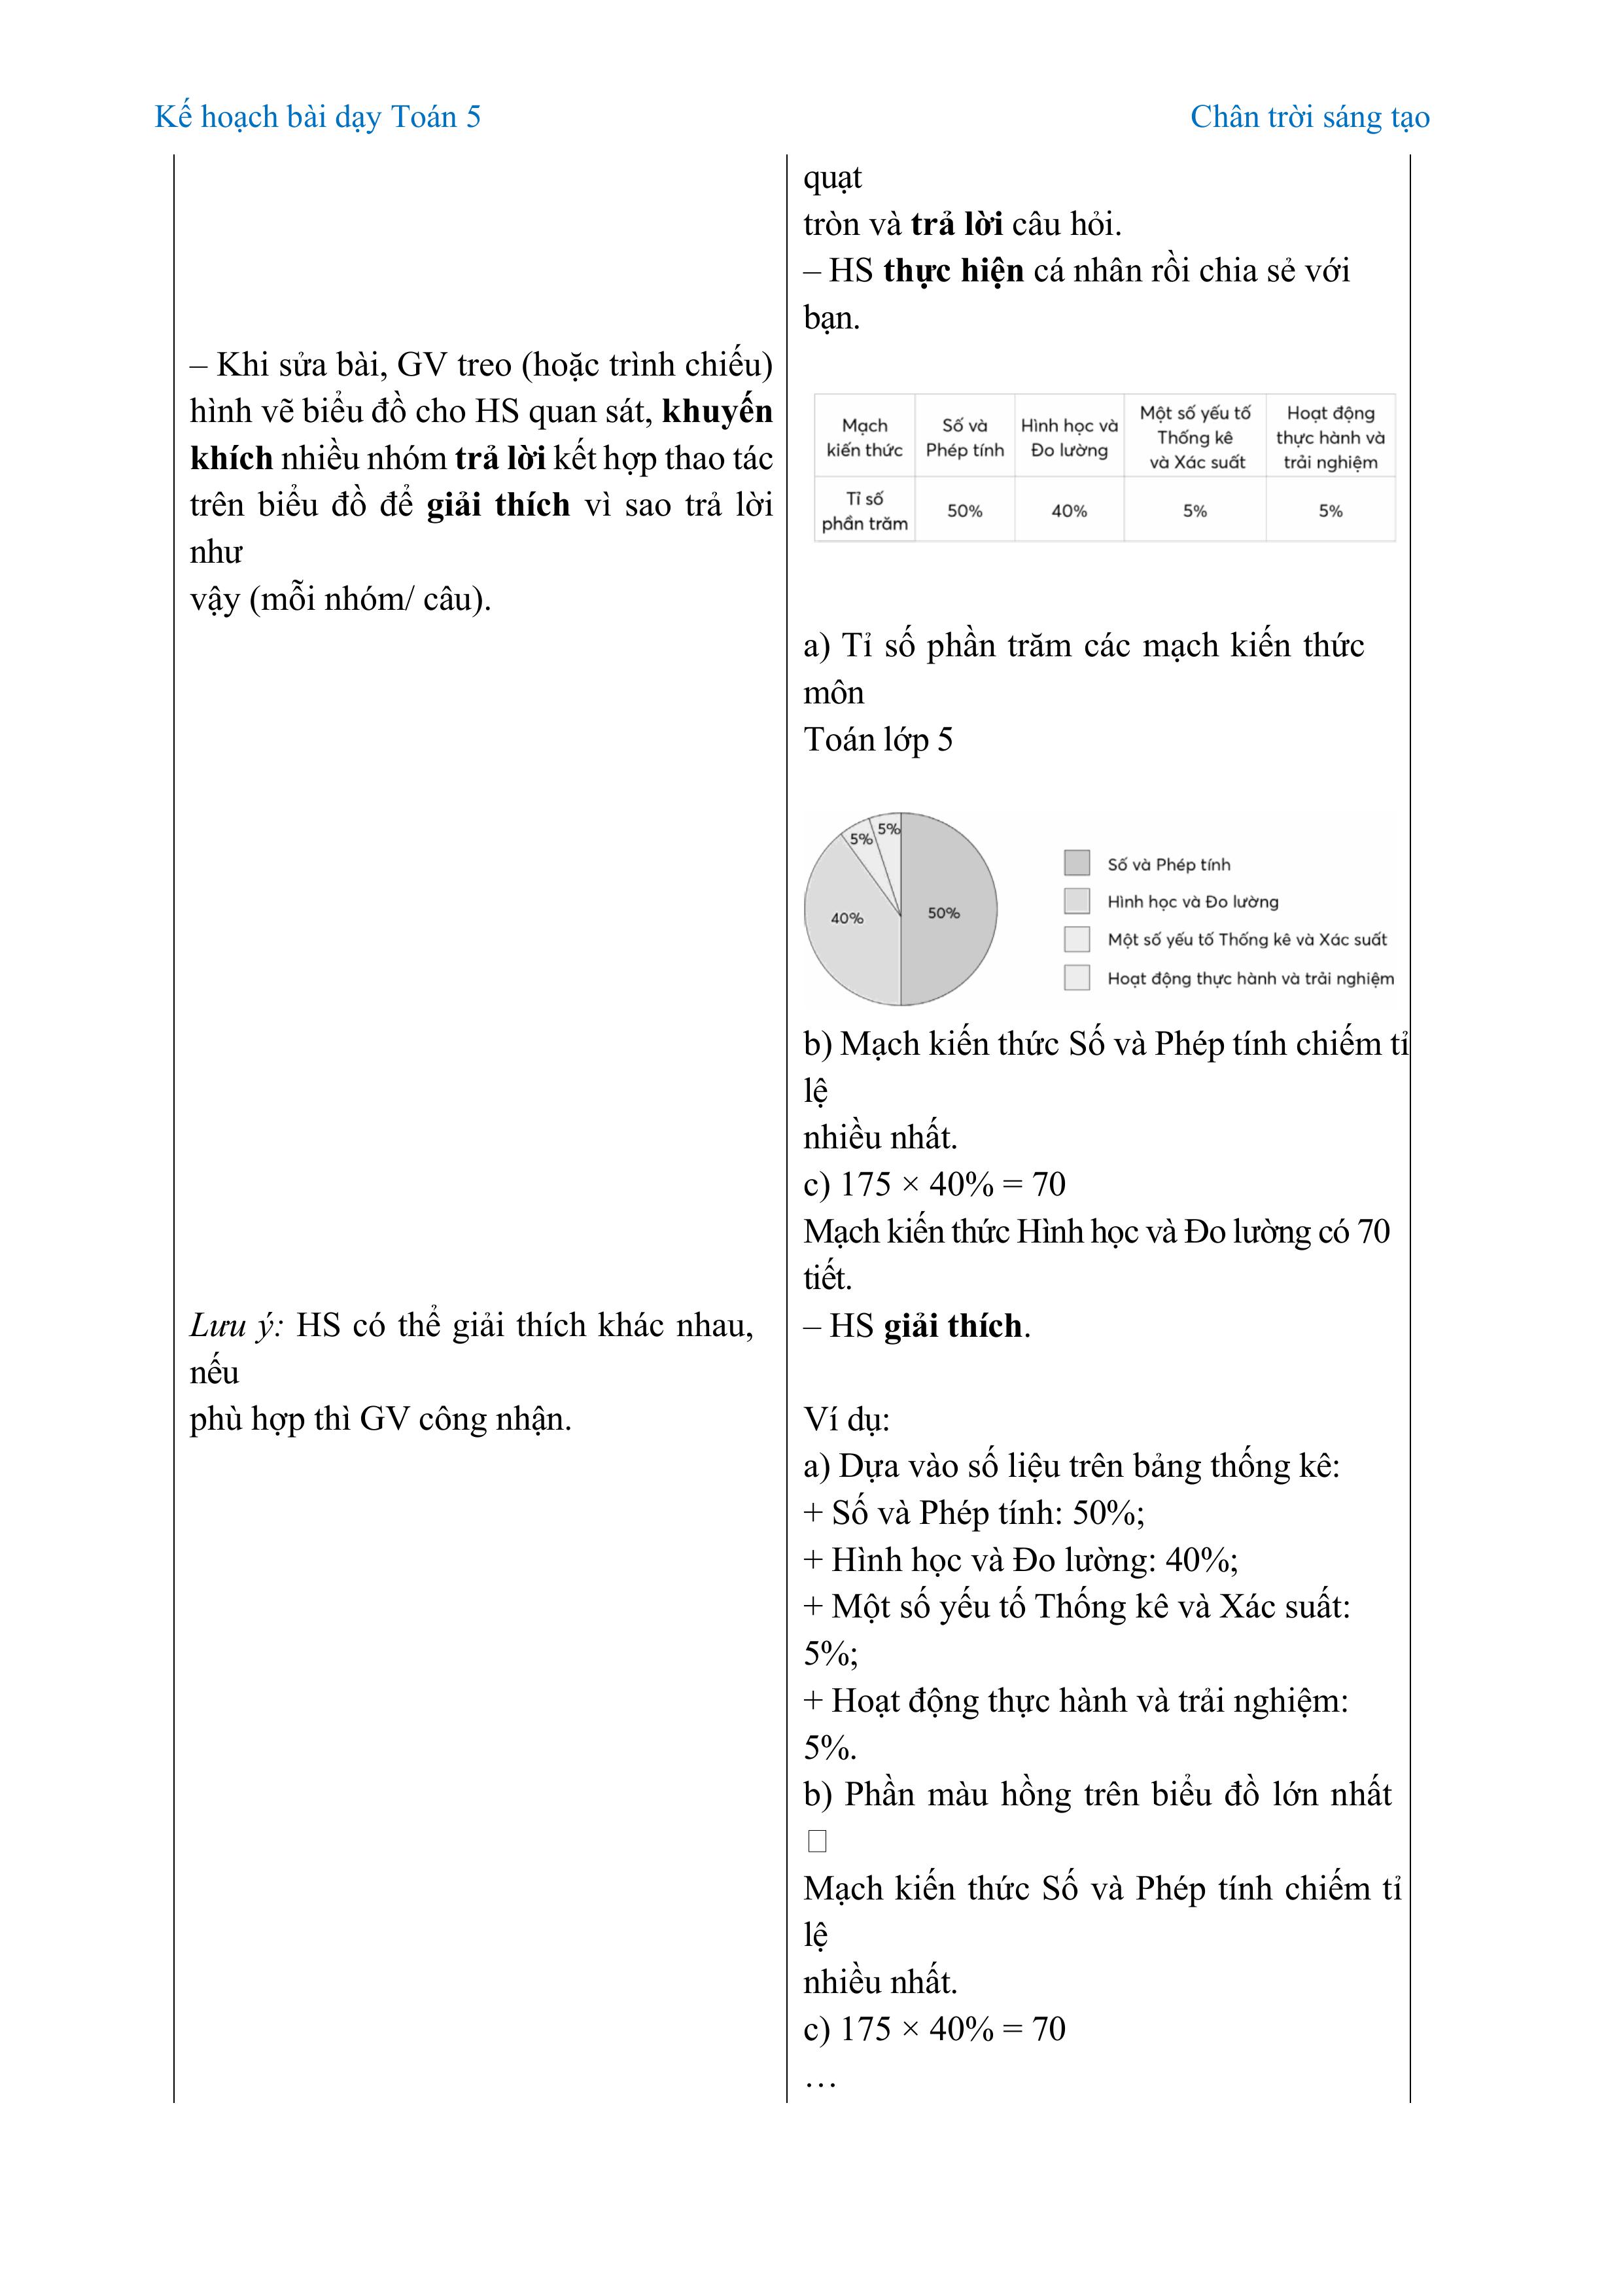 Kế hoạch bài dạy Toán 5
Chân trời sáng tạo
– Khi sửa bài, GV treo (hoặc trình chiếu)
hình vẽ biểu đồ cho HS quan sát, khuyến
khích nhiều nhóm trả lời kết hợp thao tác
trên biểu đồ để giải thích vì sao trả lời
như
vậy (mỗi nhóm/ câu).
Lưu ý: HS có thể giải thích khác nhau,
nếu
phù hợp thì GV công nhận.
quạt
tròn và trả lời câu hỏi.
– HS thực hiện cá nhân rồi chia sẻ với
bạn.
Mạch kiến thức
Số và Phép tính
Hình học và Đo lường
Một số yếu tố Thống kê và Xác suất
Hoạt động thực hành và trải nghiệm
Tỉ số phần trăm
50%
40%
5%
5%
a) Tỉ số phần trăm các mạch kiến thức
môn
Toán lớp 5
5%
5%
40%
50%
Số và Phép tính
Hình học và Đo lường
Một số yếu tố Thống kê và Xác suất
Hoạt động thực hành và trải nghiệm
b) Mạch kiến thức Số và Phép tính chiếm tỉ
lệ
nhiều nhất.
c) 175 × 40% = 70
Mạch kiến thức Hình học và Đo lường có 70
tiết.
– HS giải thích.
Ví dụ:
a) Dựa vào số liệu trên bảng thống kê:
+ Số và Phép tính: 50%;
+ Hình học và Đo lường: 40%;
+ Một số yếu tố Thống kê và Xác suất:
5%;
+ Hoạt động thực hành và trải nghiệm:
5%.
b) Phần màu hồng trên biểu đồ lớn nhất
Mạch kiến thức Số và Phép tính chiếm tỉ
lệ
nhiều nhất.
c) 175 × 40% = 70
…